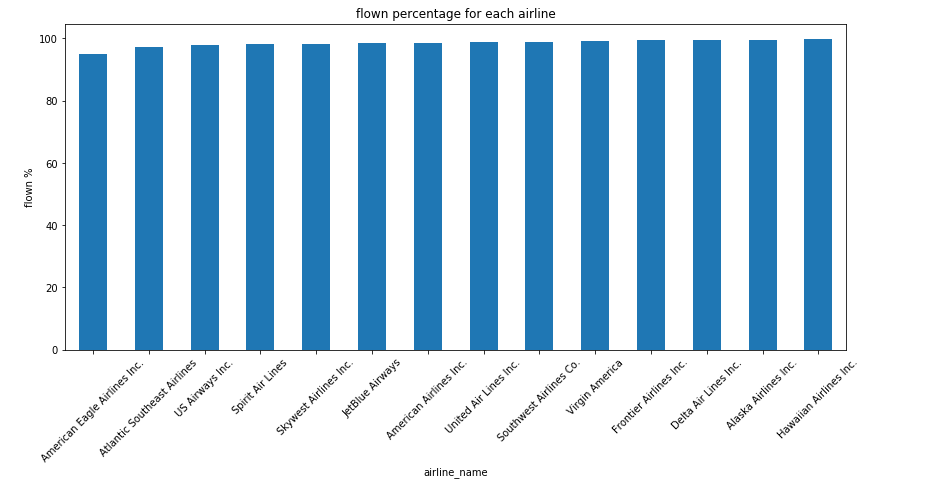 flown percentage for each airline
100
80
60
40
20
0
flown %
American Eagle Airlines Inc.
Atlantic Southeast Airlines
US Airways Inc.
Spirit Air Lines
Skywest Airlines Inc.
JetBlue Airways
American Airlines Inc.
United Air Lines Inc.
Southwest Airlines Co.
Virgin America
Frontier Airlines Inc.
Delta Air Lines Inc.
Alaska Airlines Inc.
Hawaiian Airlines Inc.
airline_name